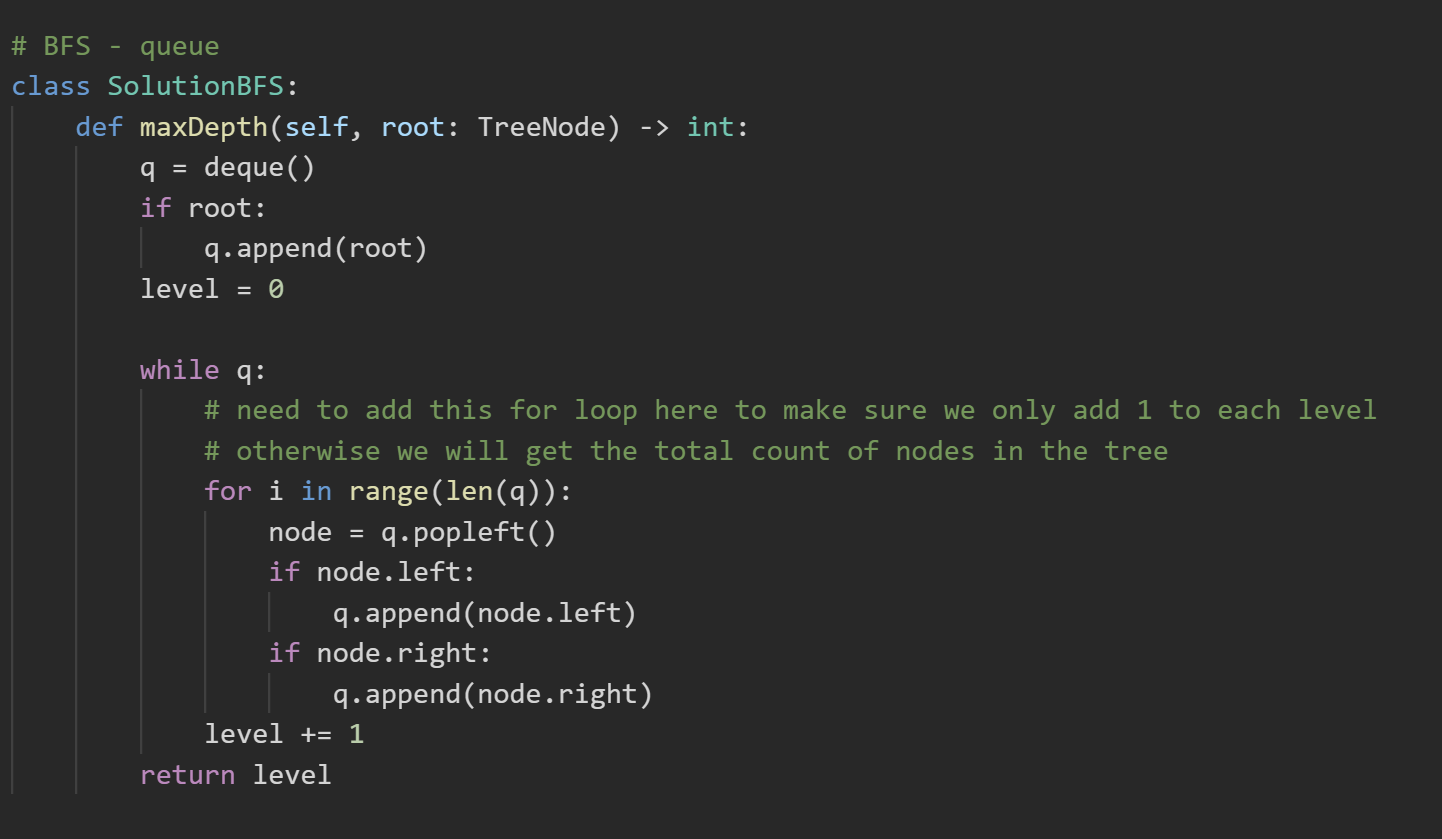 # BFS - queue
class SolutionBFS:
    def maxDepth(self, root: TreeNode) -> int:
        q = deque()
        if root:
            q.append(root)
        level = 0

        while q:
            # need to add this for loop here to make sure we only add 1 to each level
            # otherwise we will get the total count of nodes in the tree
            for i in range(len(q)):
                node = q.popleft()
                if node.left:
                    q.append(node.left)
                if node.right:
                    q.append(node.right)
            level += 1
        return level